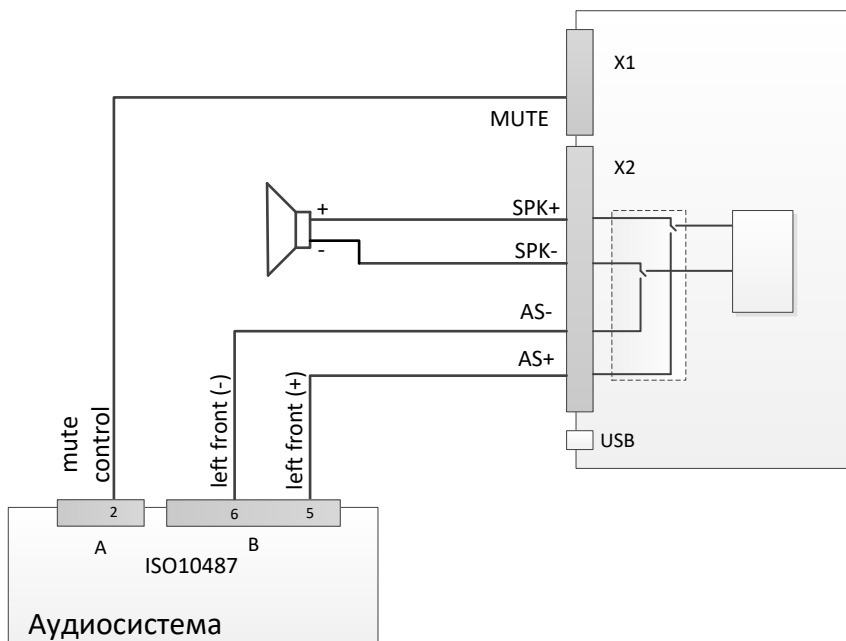 X1
MUTE
X2
+
SPK+
-
SPK-
AS-
AS+
mute
control
left front (-)
left front (+)
USB
2
6
5
A
B
ISO10487
Аудиосистема